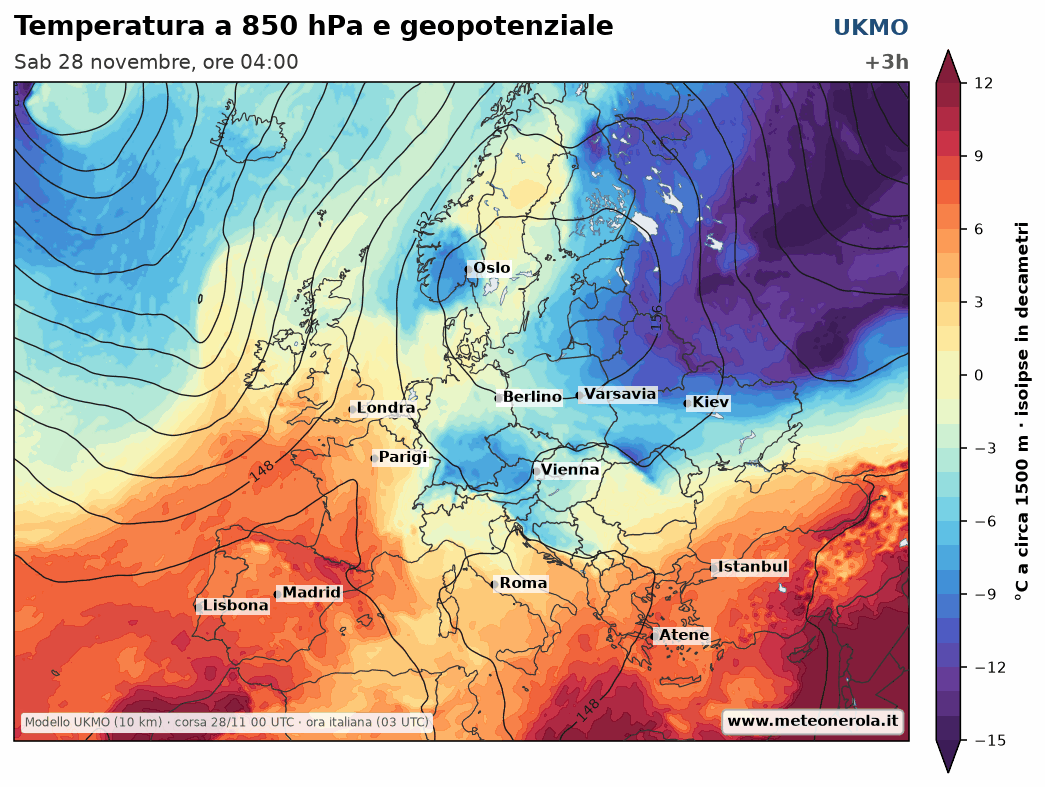 Temperatura a 850 hPa e geopotenziale
UKMO
Sab 28 novembre, ore 04:00
+3h
152
Oslo
156
Berlino
Varsavia
Kiev
Londra
Parigi
148
Vienna
Istanbul
Roma
Madrid
Lisbona
Atene
148
Modello UKMO (10 km) · corsa 28/11 00 UTC · ora italiana (03 UTC)
www.meteonerola.it
12
9
6
3
0
−3
−6
−9
−12
−15
°C a circa 1500 m · isoipse in decametri